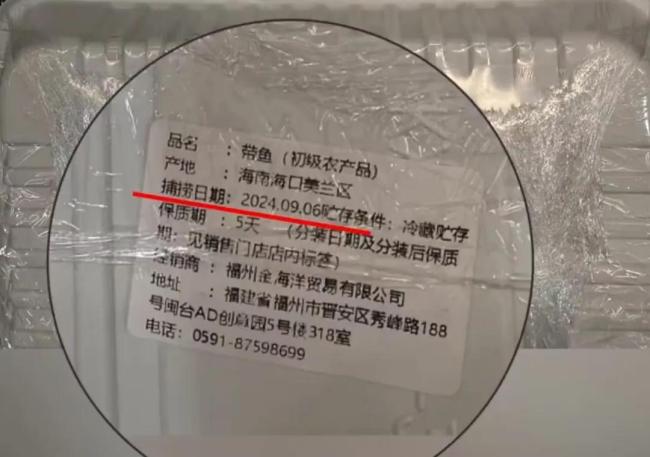 品名 ：带鱼（初级农产品）
产地 ：海南海口美兰区
捕捞日期：2024.09.06贮存条件：冷藏贮存
保质期 ：5天 （分装日期及分装后保质
期：见销售门店店内标签）
经销商 ：福州金海洋贸易有限公司
地址 ：福建省福州市晋安区秀峰路188
号闽台AD创意园5号楼318室
电话：0591-87598699